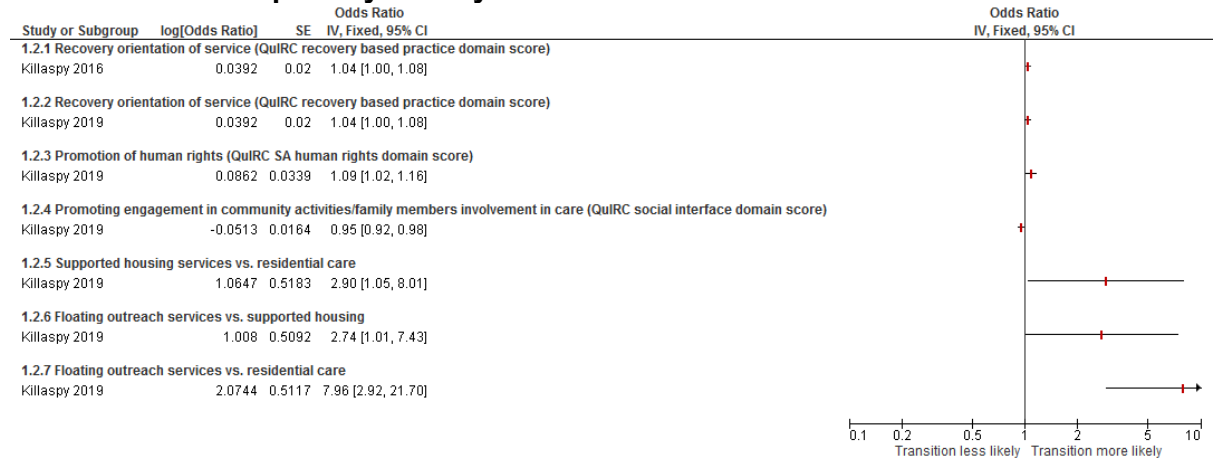 Odds Ratio Odds Ratio
Study or Subgroup log[Odds Ratio] SE IV, Fixed, 95% CI IV, Fixed, 95% CI
1.2.1 Recovery orientation of service (QuIRC recovery based practice domain score)
Killaspy 2016 0.0392 0.02 1.04 [1.00, 1.08]
1.2.2 Recovery orientation of service (QuIRC recovery based practice domain score)
Killaspy 2019 0.0392 0.02 1.04 [1.00, 1.08]
1.2.3 Promotion of human rights (QuIRC SA human rights domain score)
Killaspy 2019 0.0862 0.0339 1.09 [1.02, 1.16]
1.2.4 Promoting engagement in community activities/family members involvement in care (QuIRC social interface domain score)
Killaspy 2019 -0.0513 0.0164 0.95 [0.92, 0.98]
1.2.5 Supported housing services vs. residential care
Killaspy 2019 1.0647 0.5183 2.90 [1.05, 8.01]
1.2.6 Floating outreach services vs. supported housing
Killaspy 2019 1.008 0.5092 2.74 [1.01, 7.43]
1.2.7 Floating outreach services vs. residential care
Killaspy 2019 2.0744 0.5117 7.96 [2.92, 21.70]
0.1 0.2 0.5 1 2 5 10
Transition less likely Transition more likely